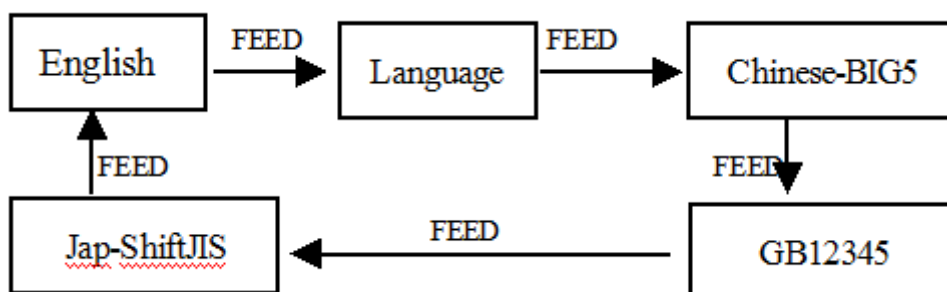 English
FEED
Language
FEED
Chinese-BIG5
FEED
GB12345
FEED
Jap-ShiftJIS
FEED